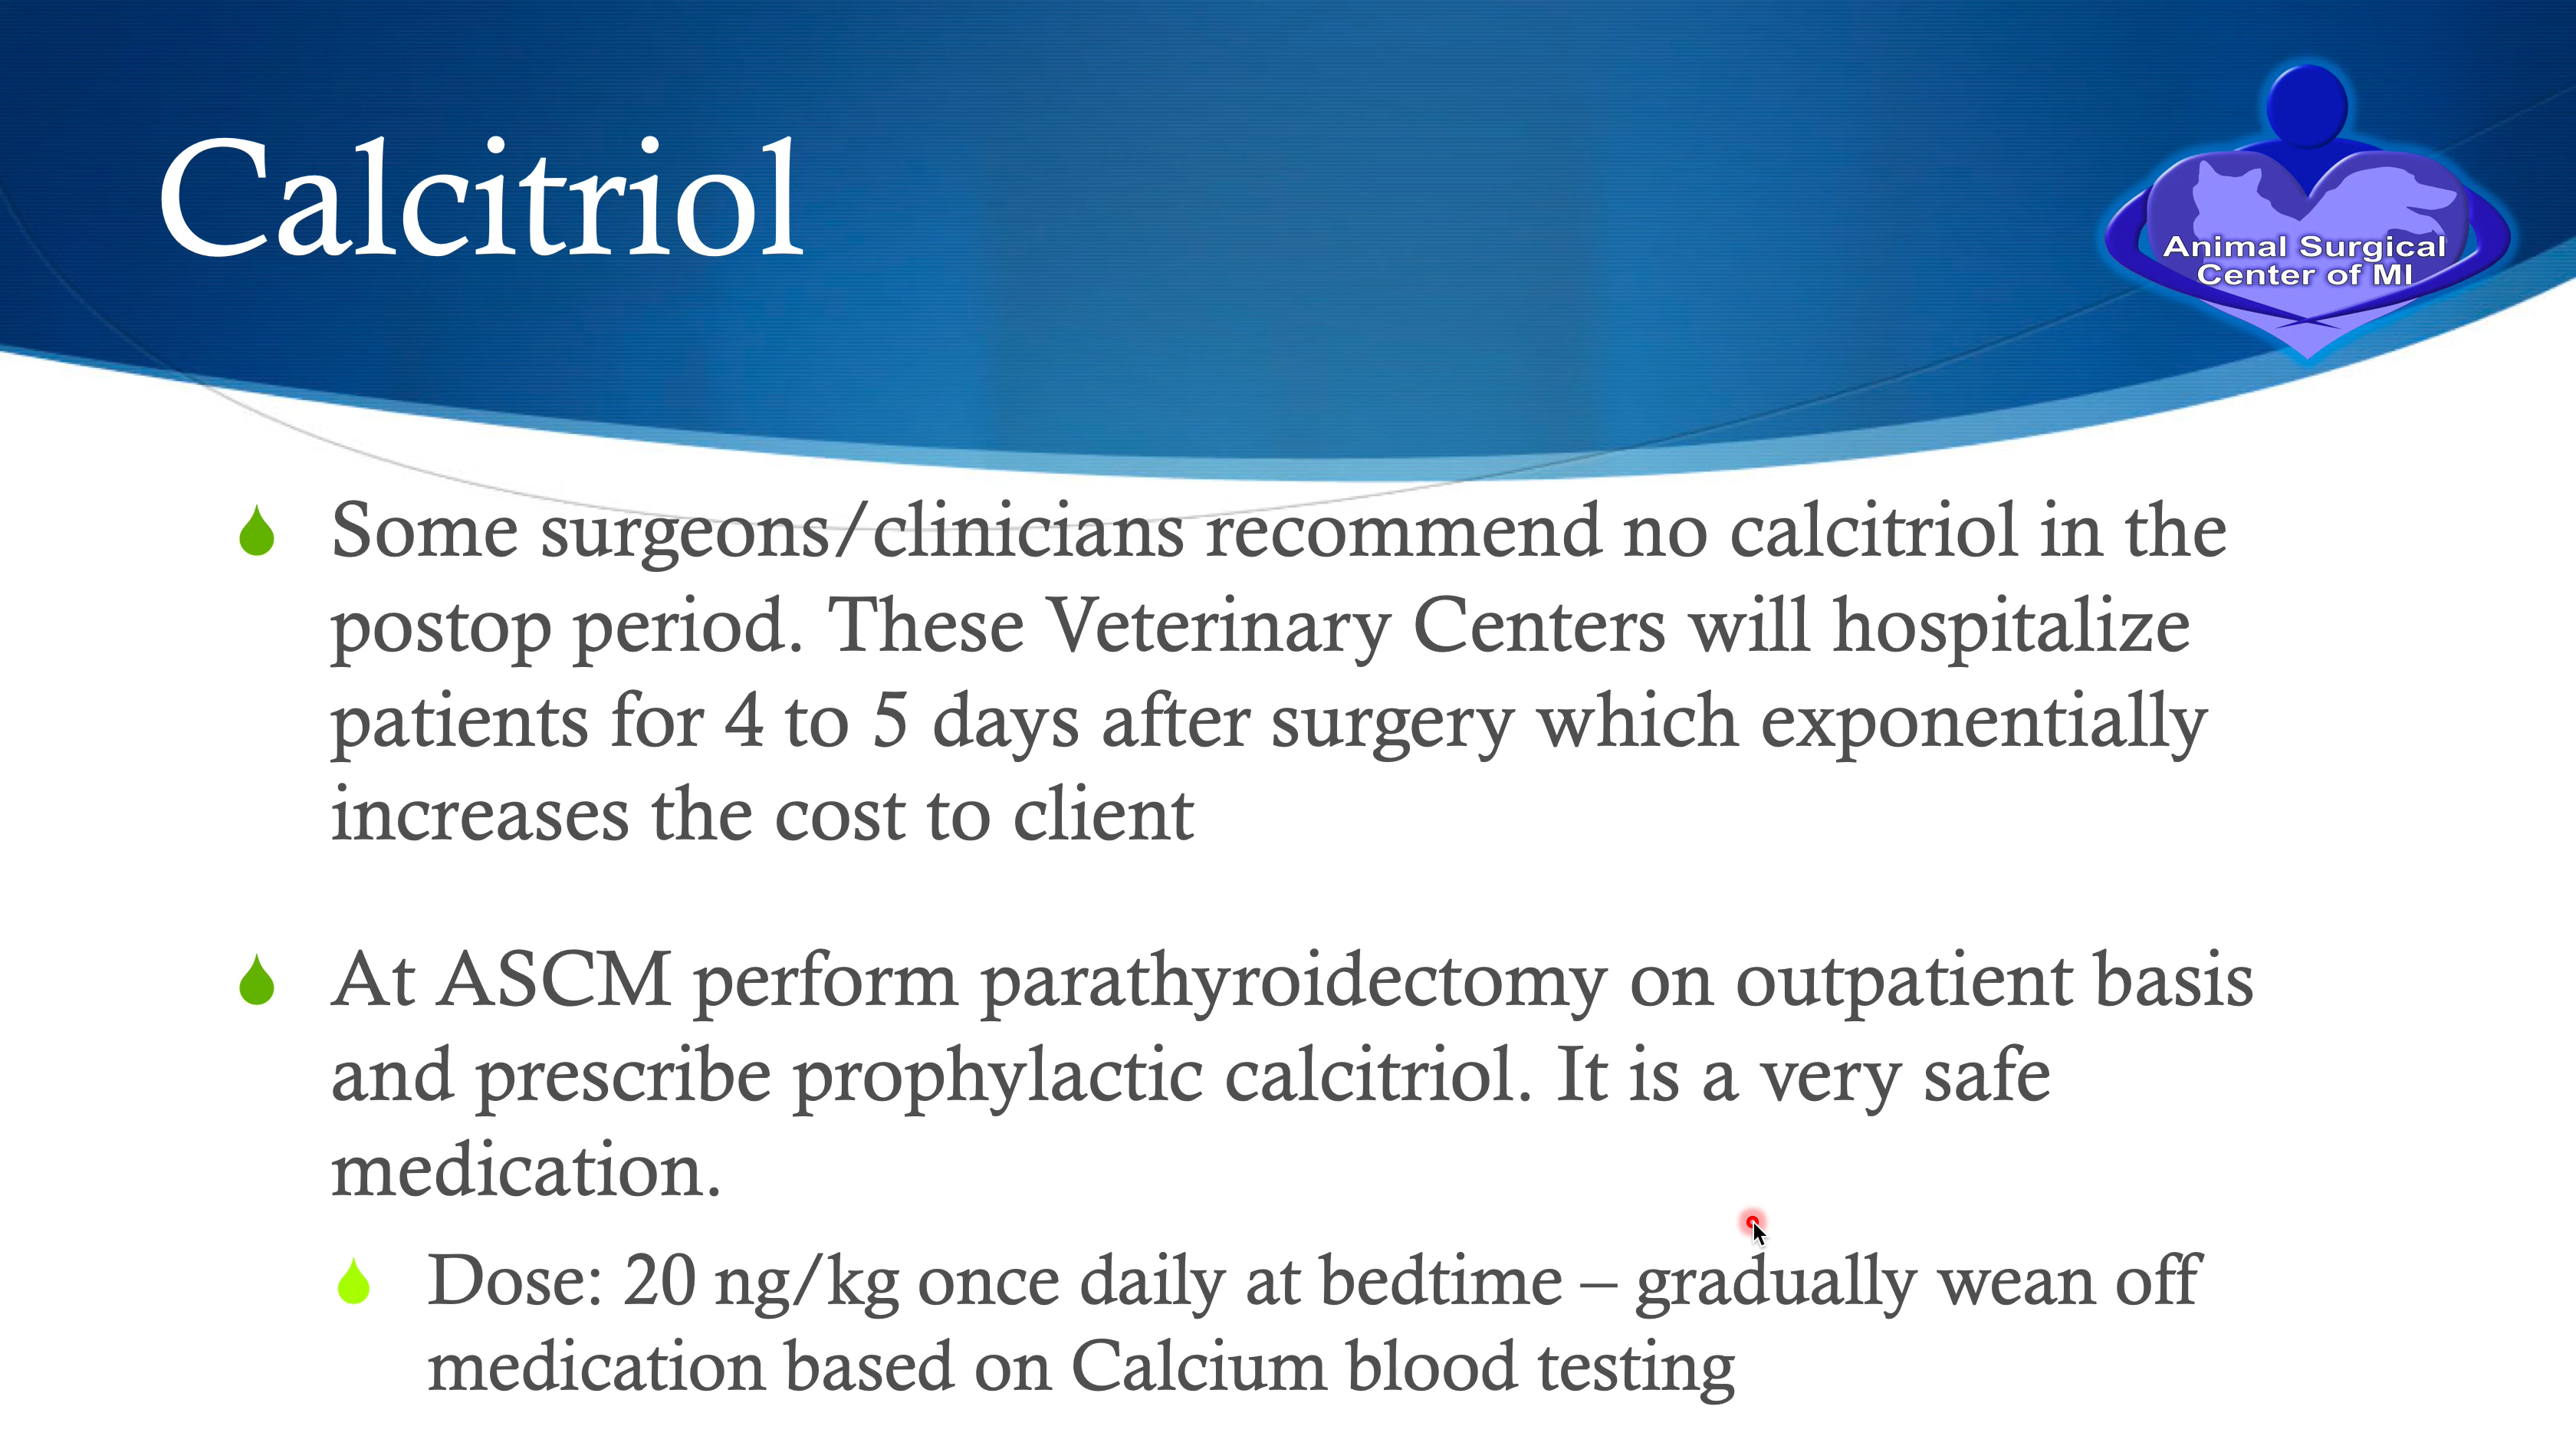 Calcitriol
Animal Surgical
Center of MI
Some surgeons/clinicians recommend no calcitriol in the
postop period. These Veterinary Centers will hospitalize
patients for 4 to 5 days after surgery which exponentially
increases the cost to client
At ASCM perform parathyroidectomy on outpatient basis
and prescribe prophylactic calcitriol. It is a very safe
medication.
Dose: 20 ng/kg once daily at bedtime – gradually wean off
medication based on Calcium blood testing